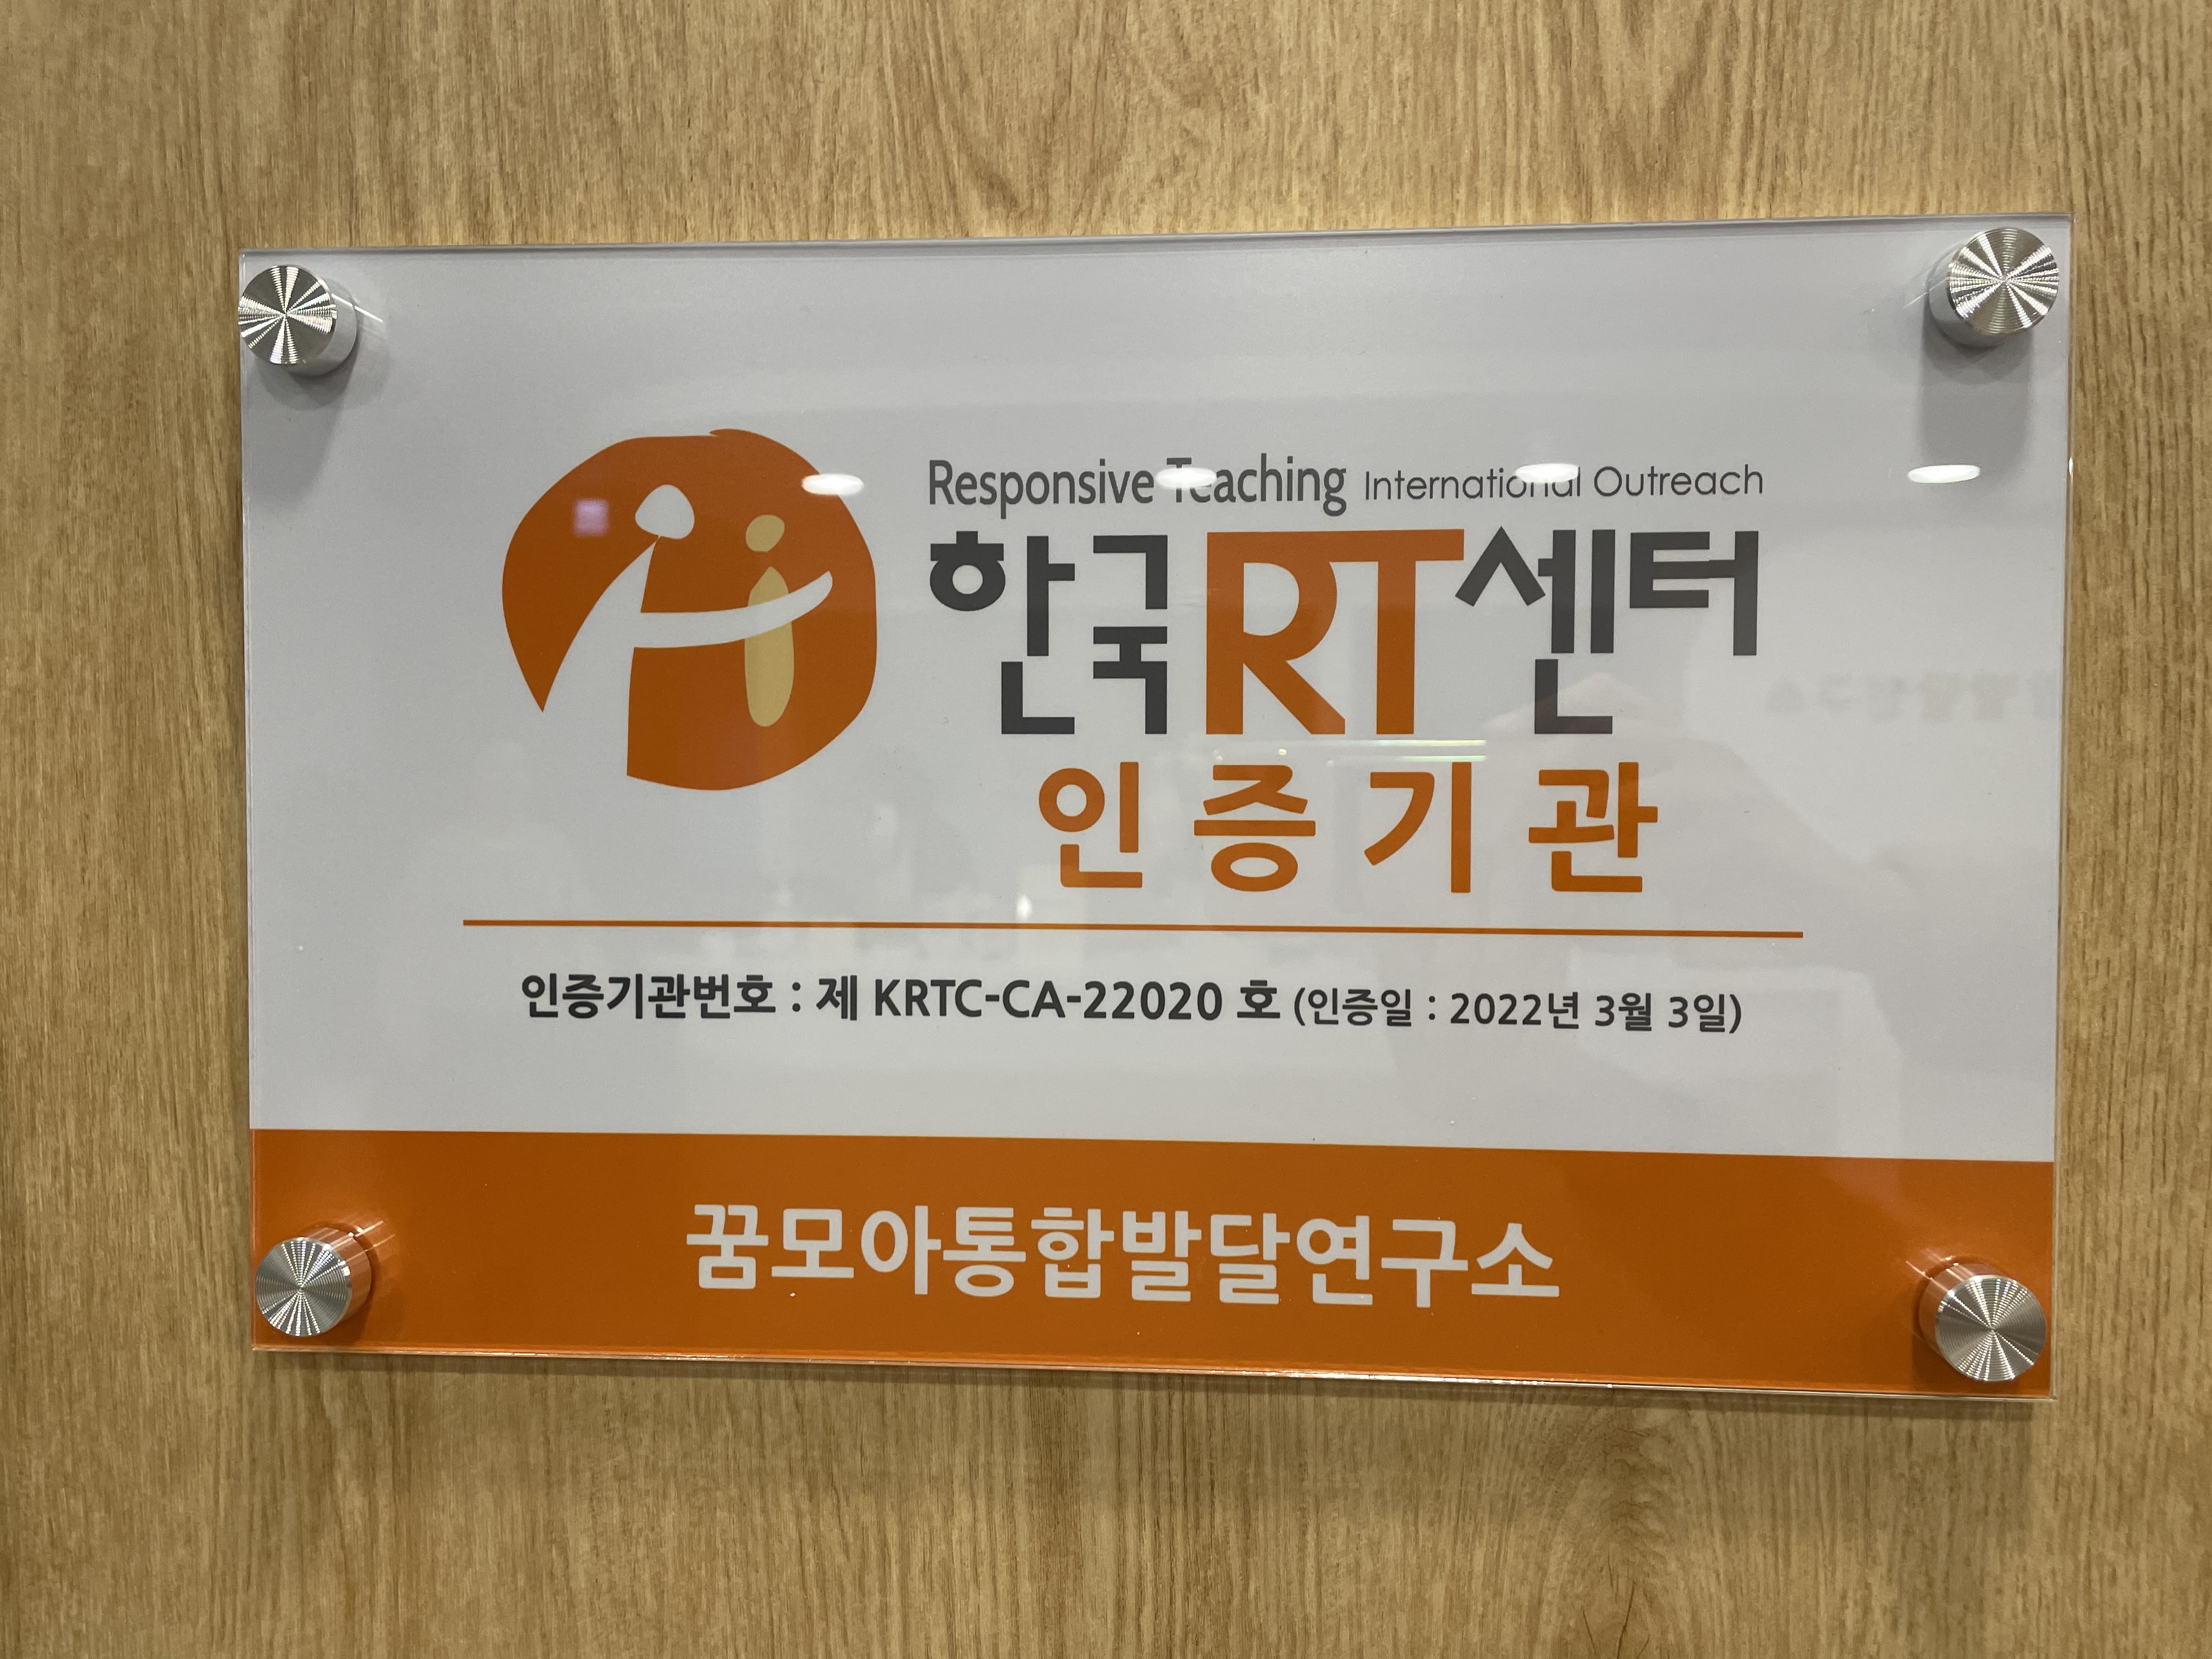 Responsive Teaching International Outreach
한국RT센터
인증기관
인증기관번호 : 제 KRTC-CA-22020 호 (인증일 : 2022년 3월 3일)
꿈모아통합발달연구소